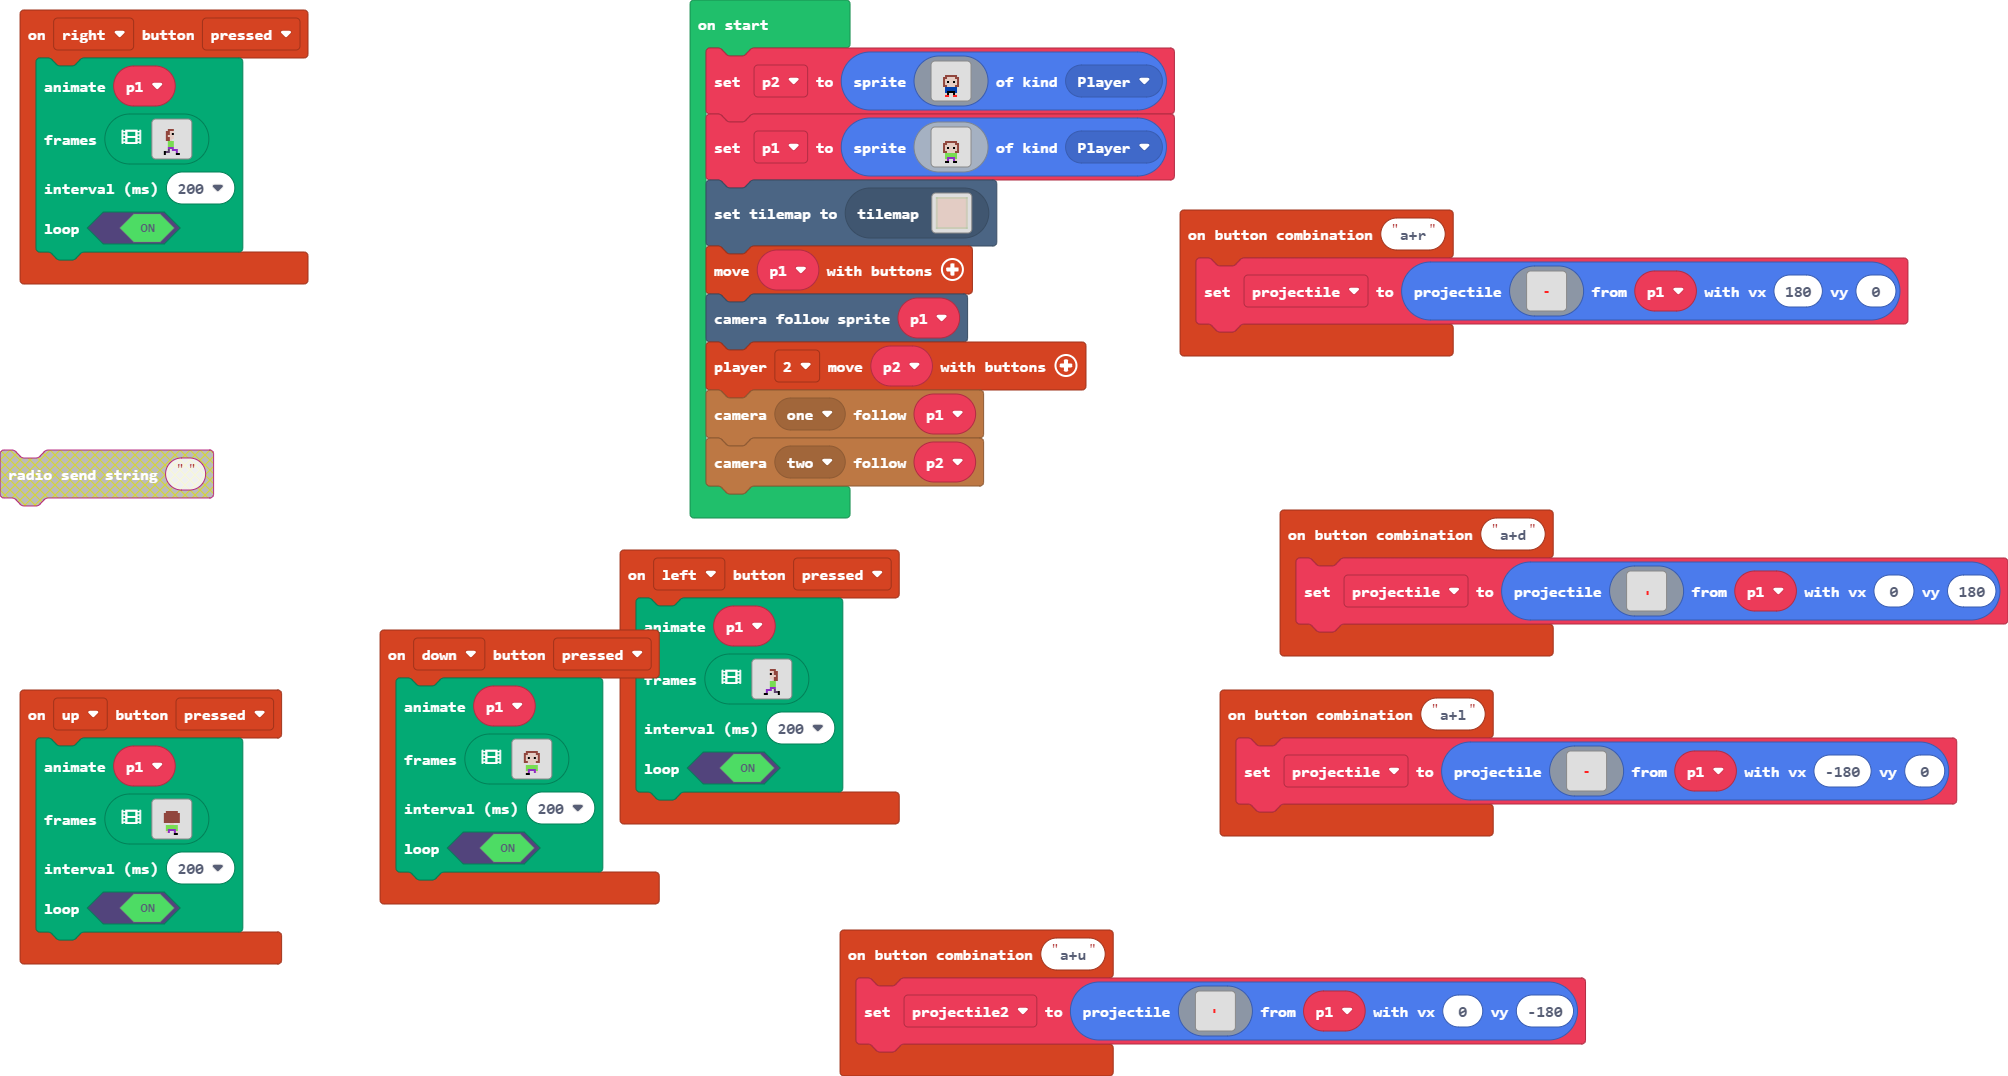 on right button pressed
animate p1
frames
interval (ms) 200
loop ON
on start
set p2 to sprite of kind Player
set p1 to sprite of kind Player
set tilemap to tilemap
move p1 with buttons
camera follow sprite p1
player 2 move p2 with buttons
camera one follow p1
camera two follow p2
on button combination "a+r"
set projectile to projectile from p1 with vx 180 vy 0
radio send string " "
on button combination "a+d"
set projectile to projectile from p1 with vx 0 vy 180
on left button pressed
animate p1
frames
interval (ms) 200
loop ON
on down button pressed
animate p1
frames
interval (ms) 200
loop ON
on up button pressed
animate p1
frames
interval (ms) 200
loop ON
on button combination "a+l"
set projectile to projectile from p1 with vx -180 vy 0
on button combination "a+u"
set projectile2 to projectile from p1 with vx 0 vy -180